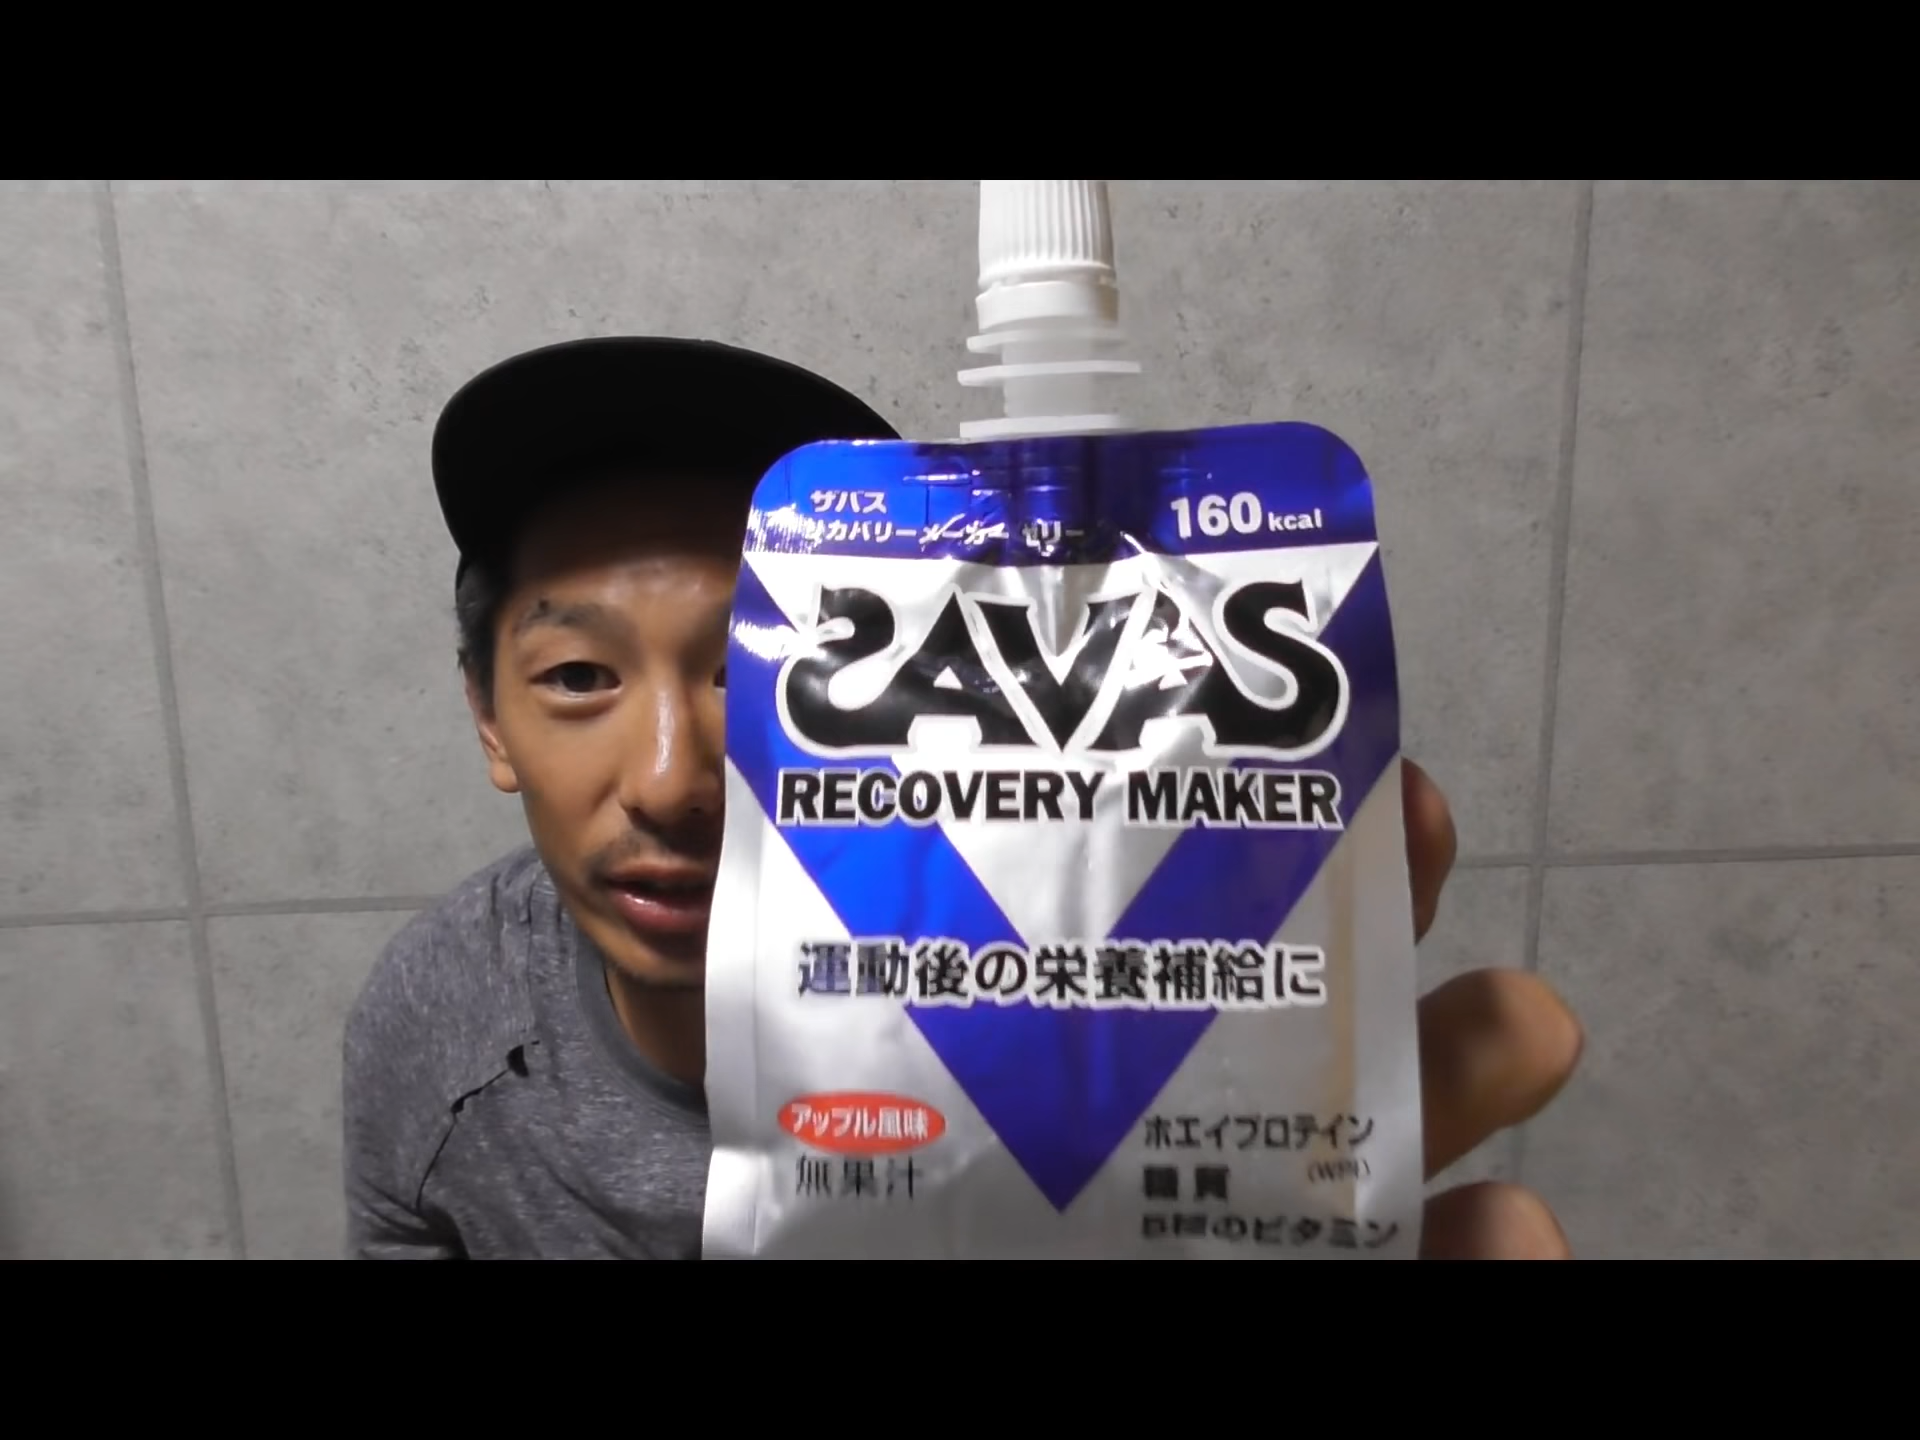 ザバス
リカバリーメーカー ゼリー
160kcal
SAVAS
RECOVERY MAKER
運動後の栄養補給に
アップル風味
無果汁
ホエイプロテイン
(WPI)
糖質
5種のビタミン